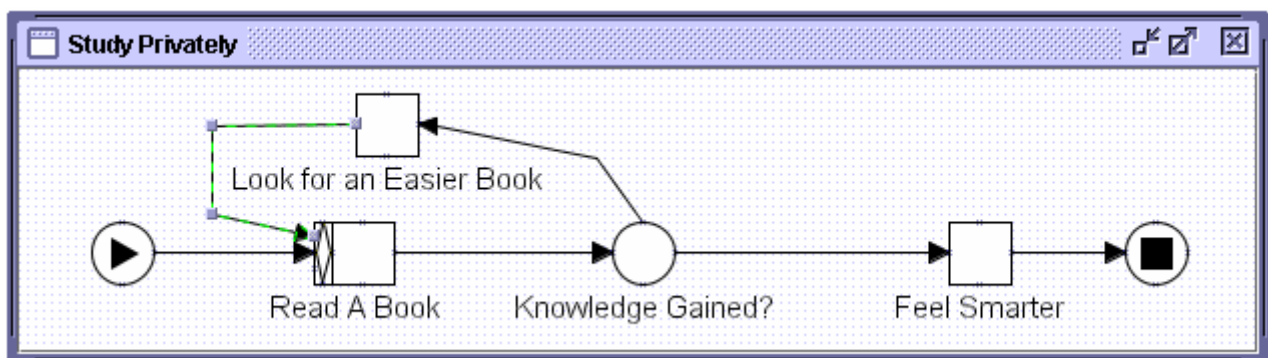 Study Privately
Look for an Easier Book
Read A Book
Knowledge Gained?
Feel Smarter